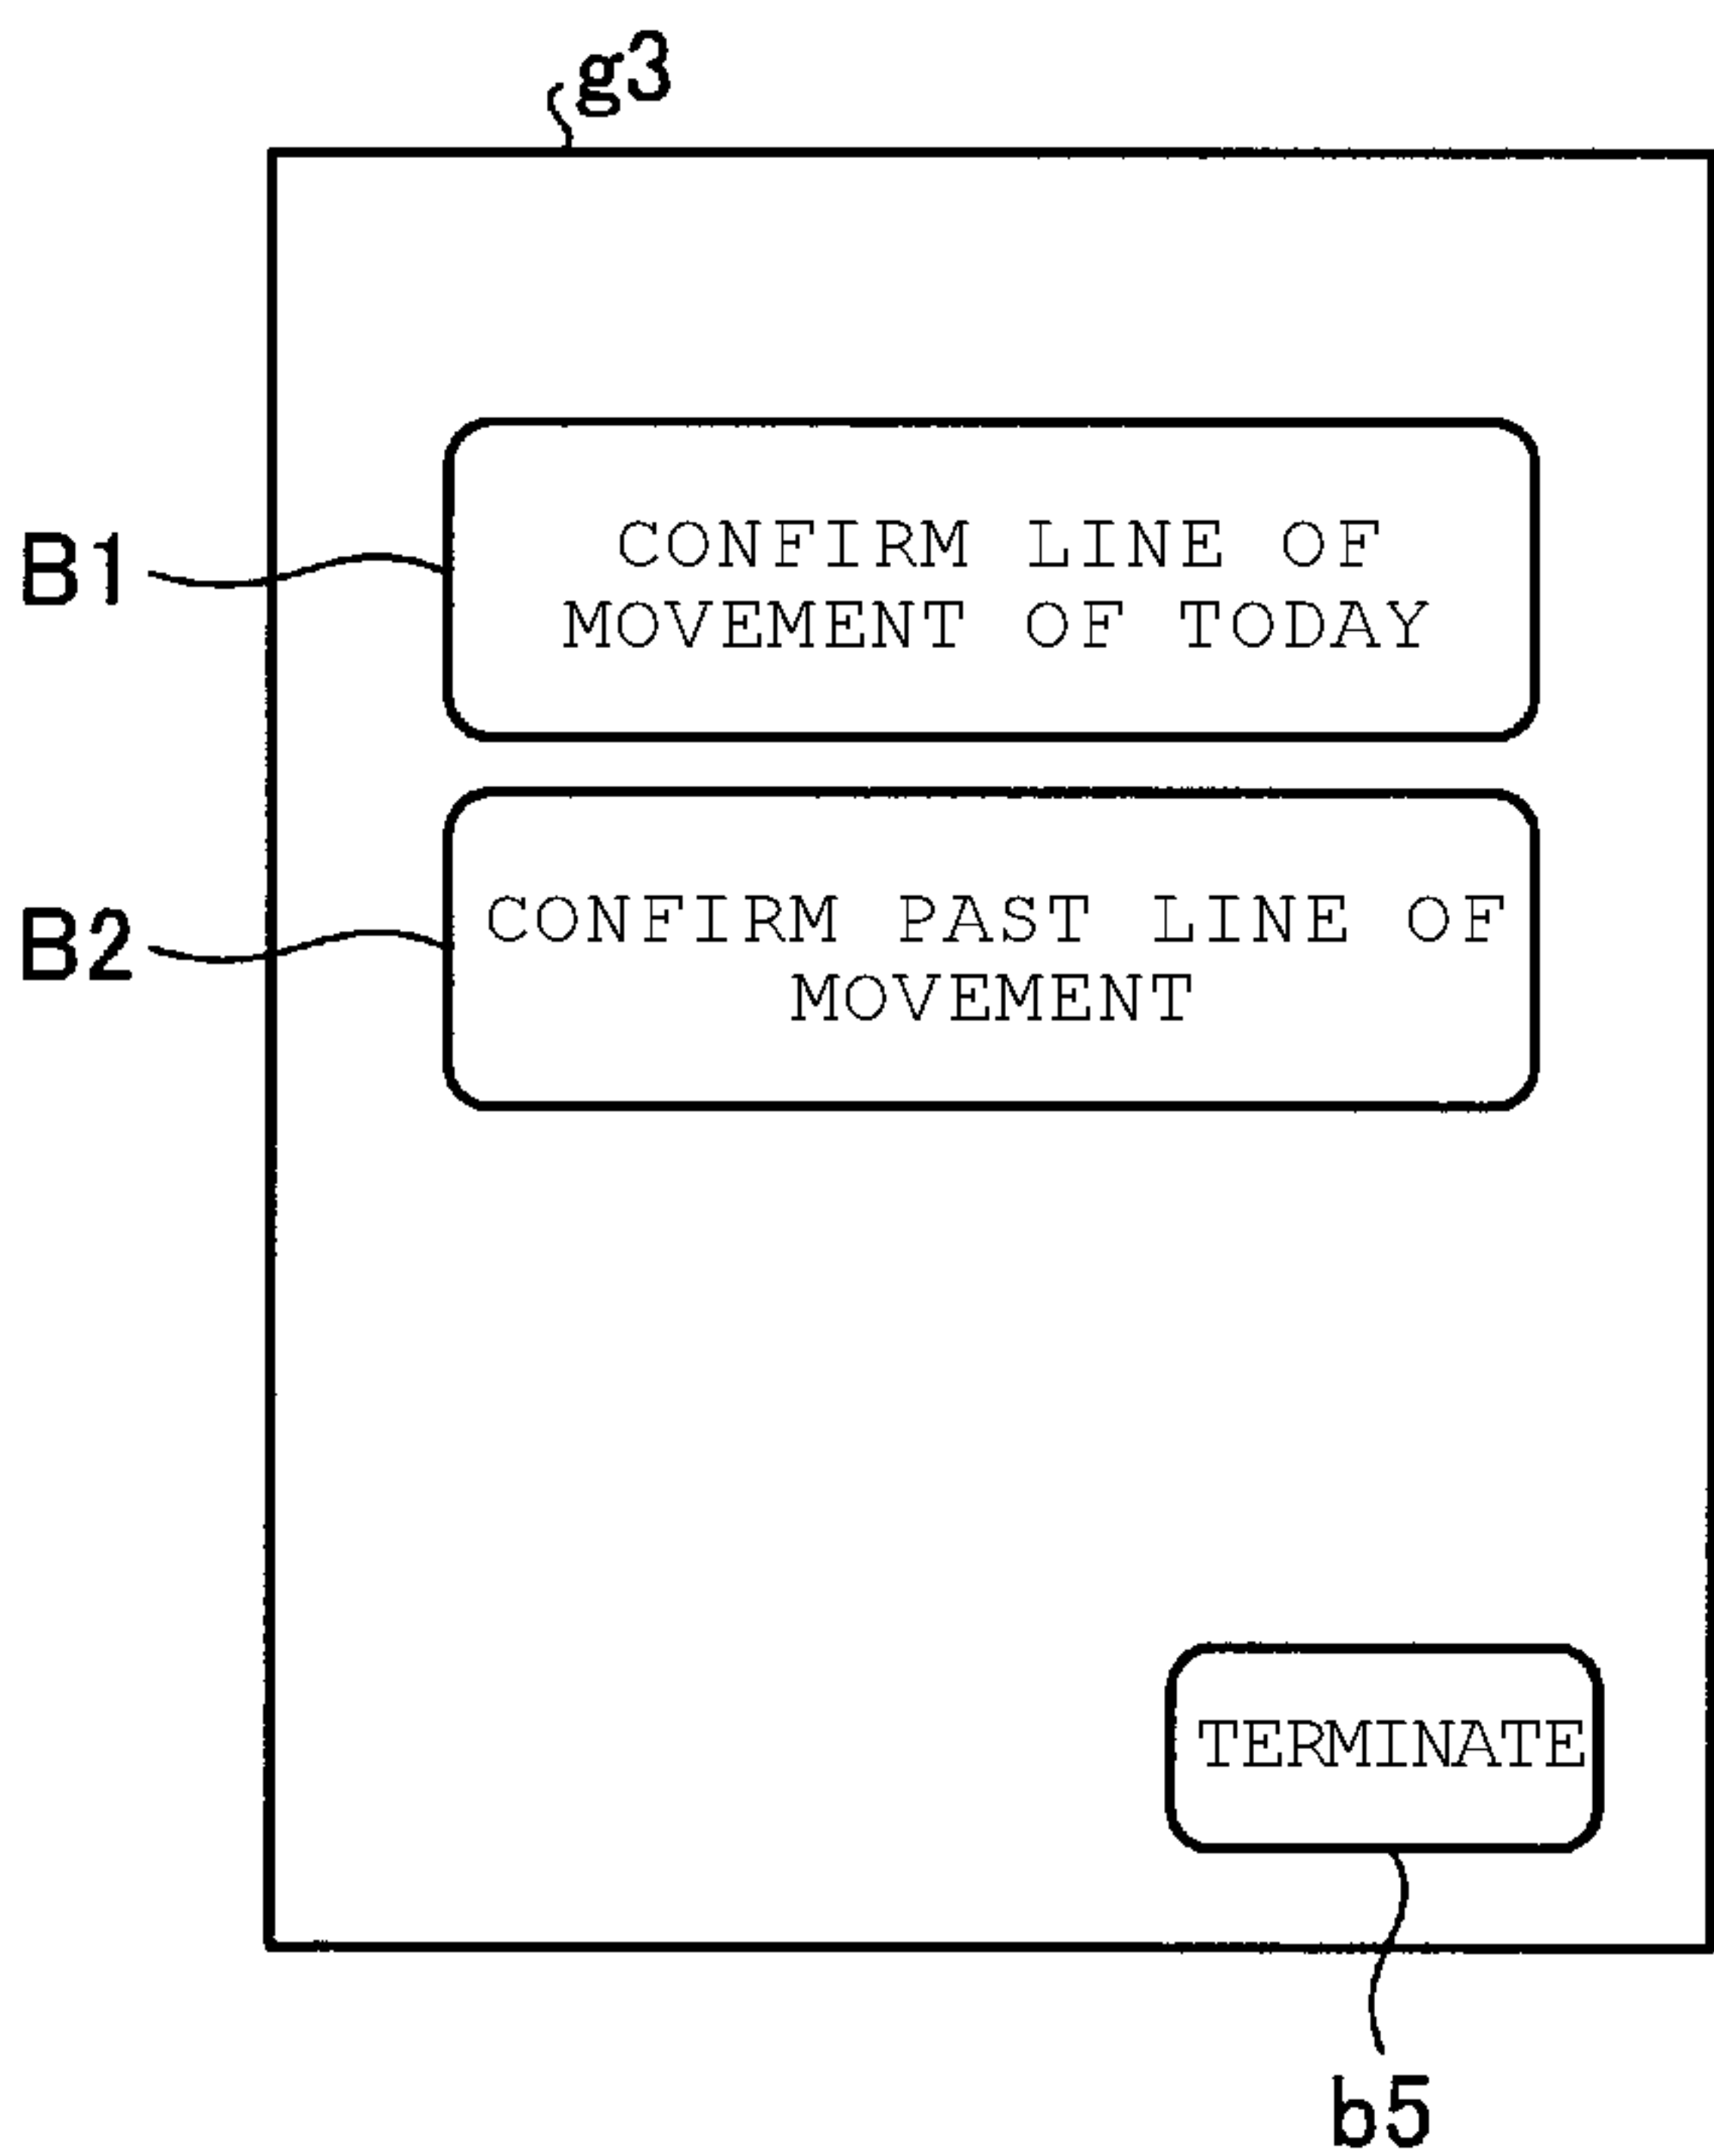 g3
B1
CONFIRM LINE OF
MOVEMENT OF TODAY
B2
CONFIRM PAST LINE OF
MOVEMENT
TERMINATE
b5